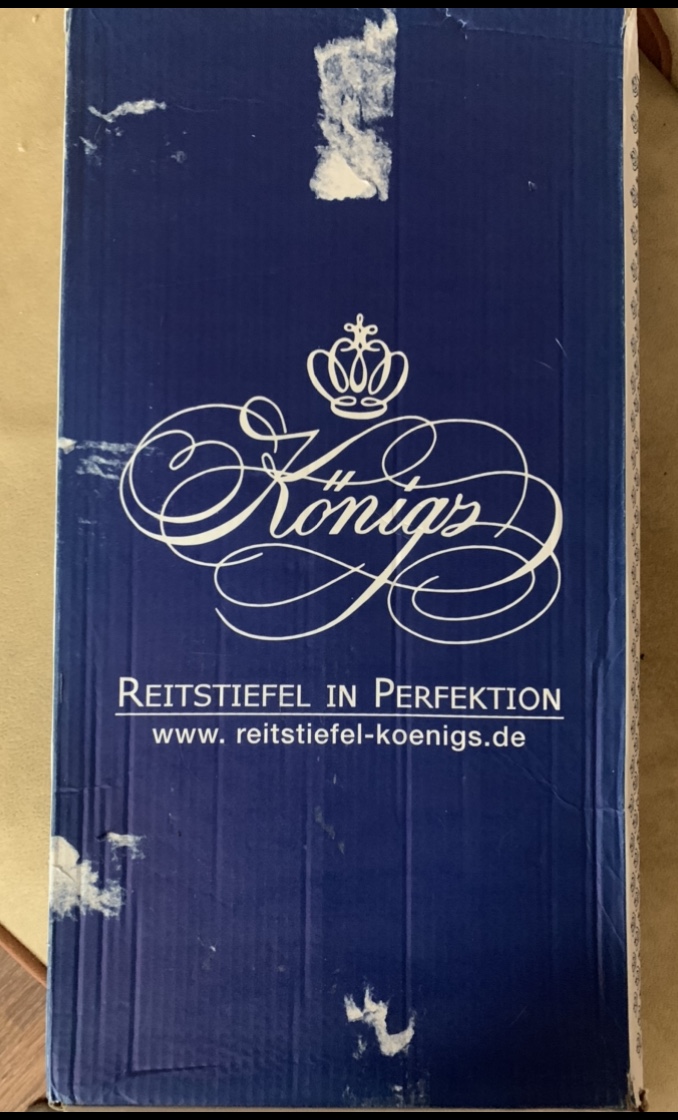 Königs
REITSTIEFEL IN PERFEKTION
www. reitstiefel-koenigs.de